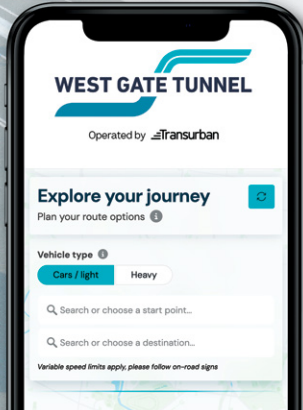 WEST GATE TUNNEL
Operated by Transurban
Explore your journey
Plan your route options
Vehicle type
Cars / light
Heavy
Search or choose a start point...
Search or choose a destination...
Variable speed limits apply, please follow on-road signs